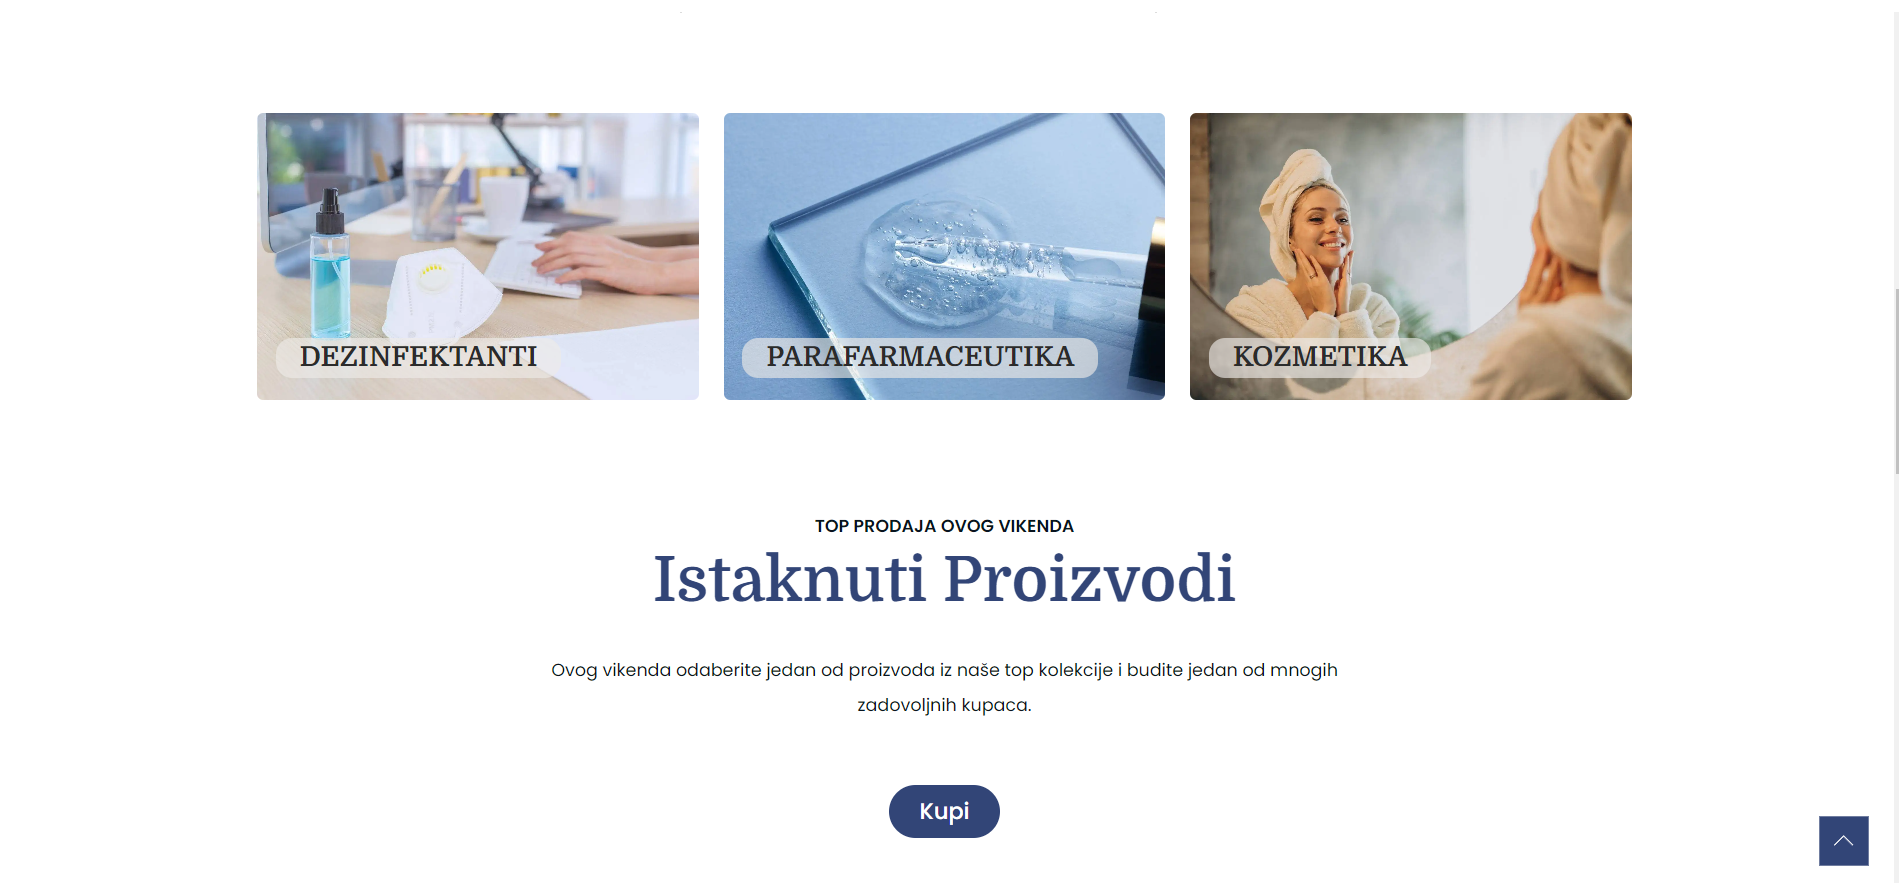 DEZINFEKTANTI
PARAFARMACEUTIKA
KOZMETIKA
TOP PRODAJA OVOG VIKENDA
Istaknuti Proizvodi
Ovog vikenda odaberite jedan od proizvoda iz naše top kolekcije i budite jedan od mnogih
zadovoljnih kupaca.
Kupi